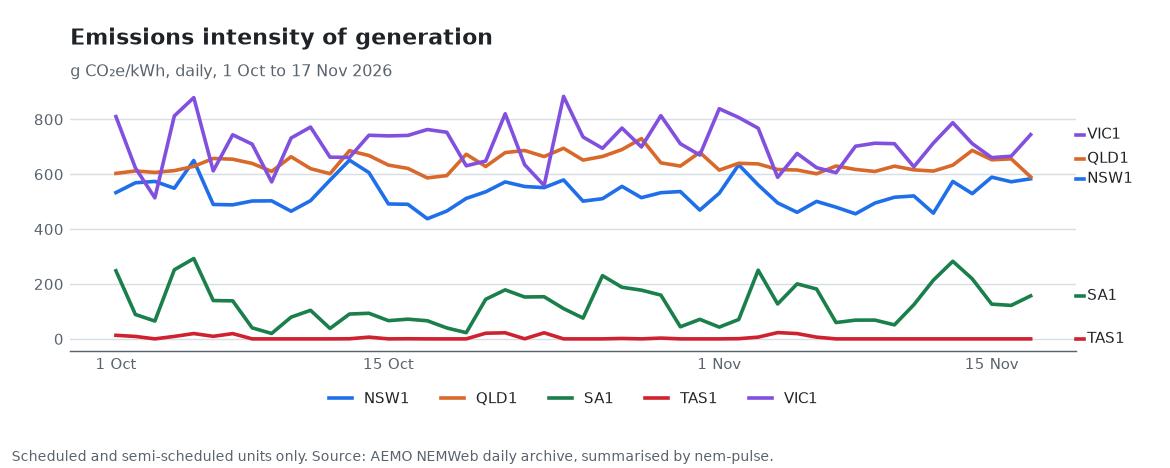 Emissions intensity of generation
g CO₂e/kWh, daily, 1 Oct to 17 Nov 2026
800
600
400
200
0
VIC1
QLD1
NSW1
SA1
TAS1
1 Oct
15 Oct
1 Nov
15 Nov
NSW1 QLD1 SA1 TAS1 VIC1
Scheduled and semi-scheduled units only. Source: AEMO NEMWeb daily archive, summarised by nem-pulse.